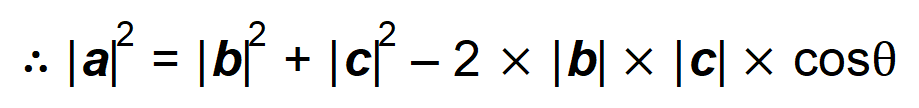 ∴ |a|² = |b|² + |c|² – 2 × |b| × |c| × cosθ